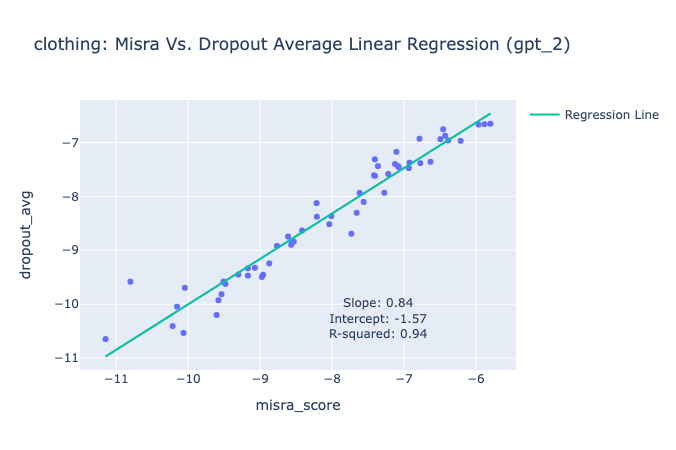 clothing: Misra Vs. Dropout Average Linear Regression (gpt_2)
Regression Line
dropout_avg
−7
−8
−9
−10
−11
Slope: 0.84
Intercept: -1.57
R-squared: 0.94
−11 −10 −9 −8 −7 −6
misra_score